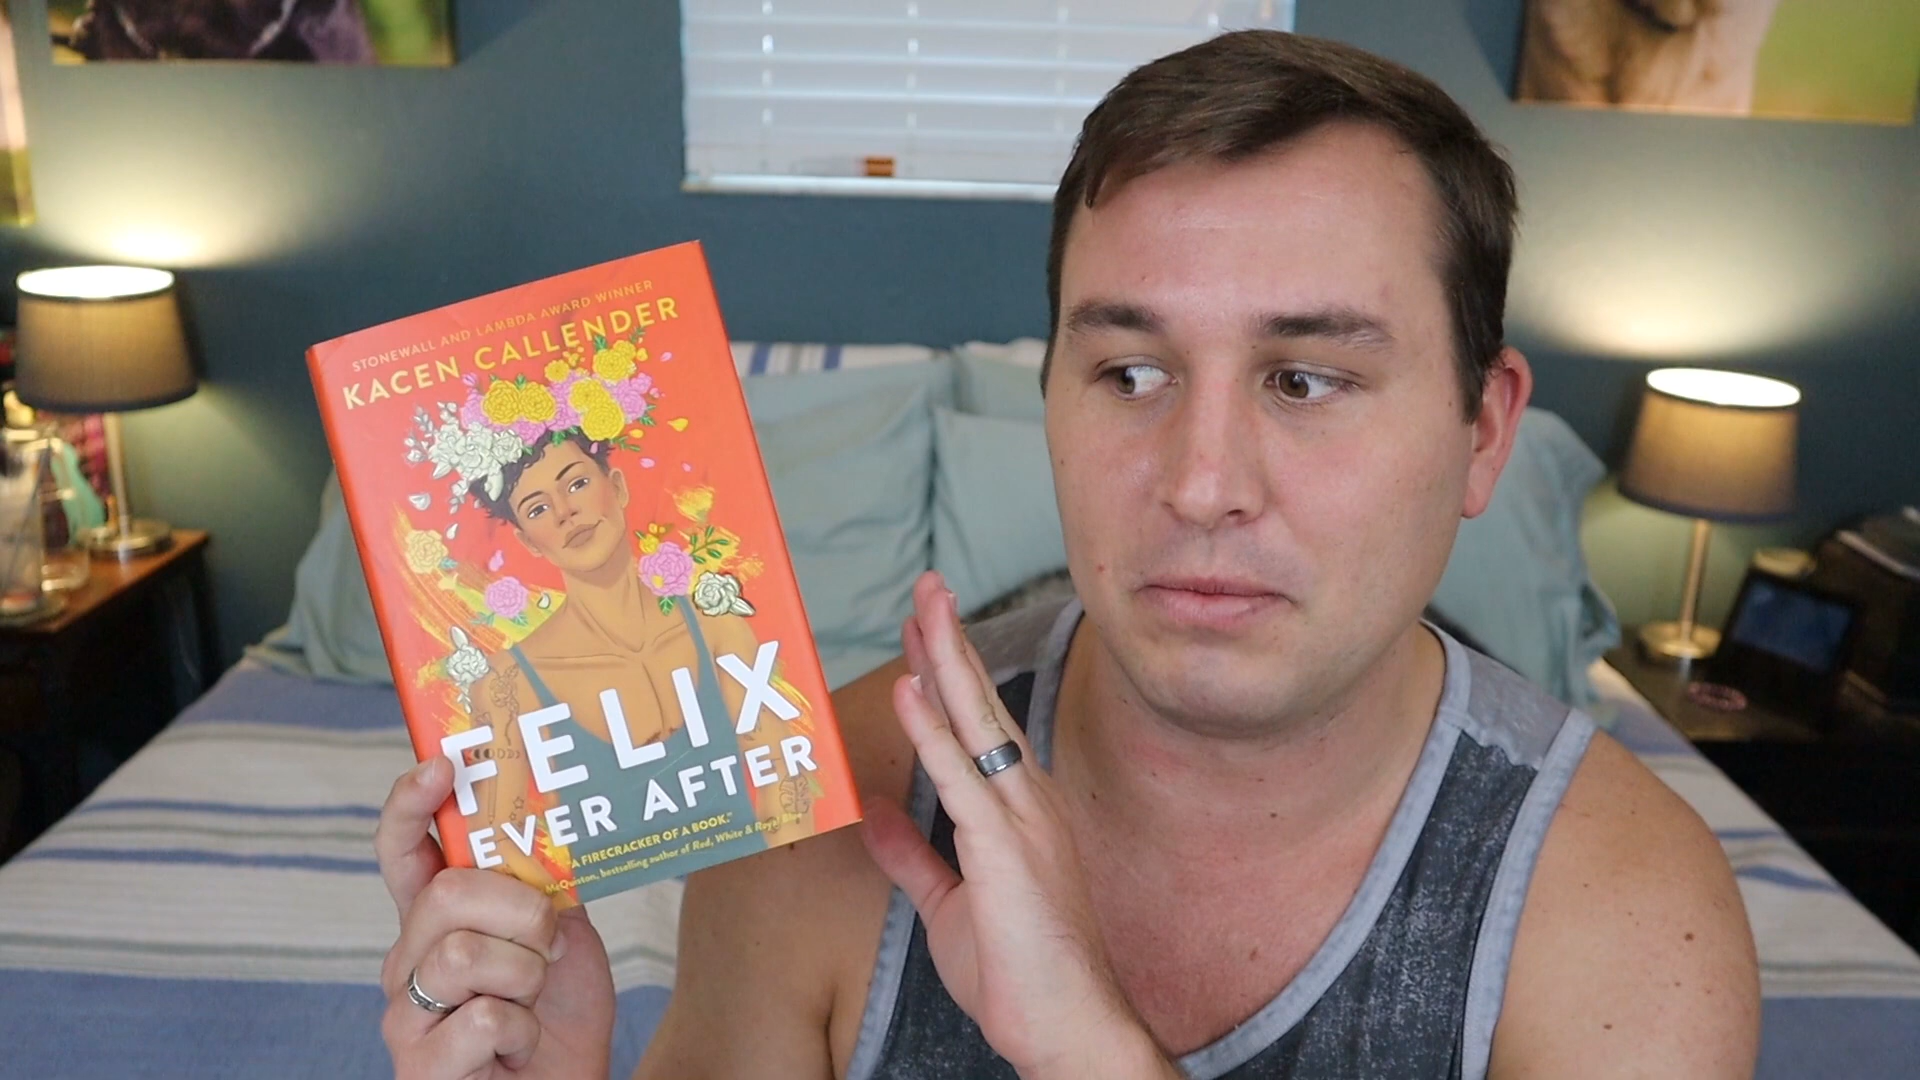 STONEWALL AND LAMBDA AWARD WINNER
KACEN CALLENDER
FELIX
EVER AFTER
"A FIRECRACKER OF A BOOK."
McQuiston, bestselling author of Red, White & Royal Blue